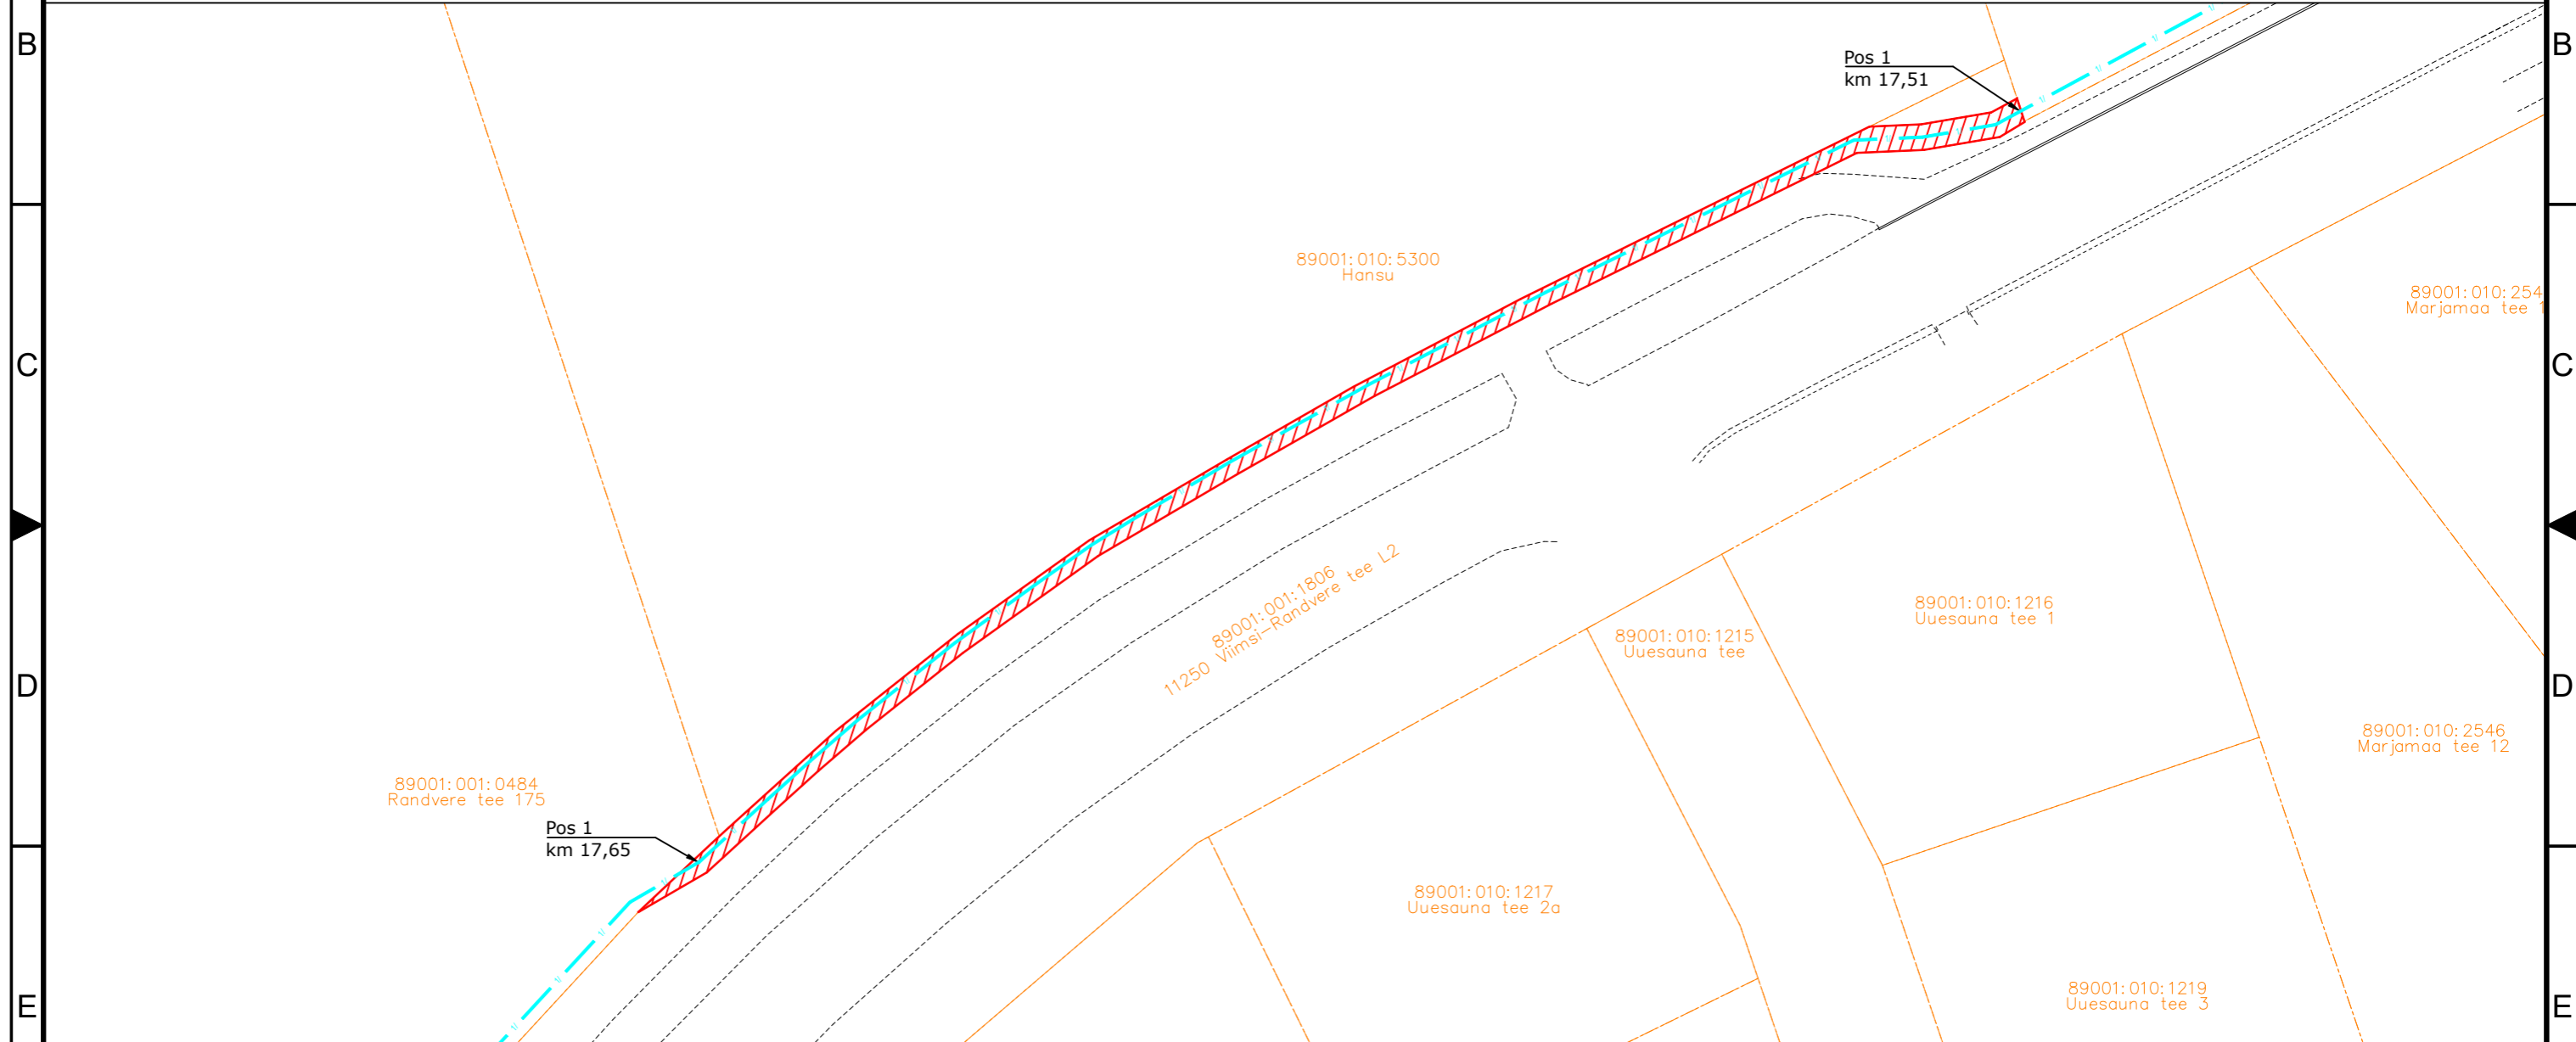 B
B
Pos 1
km 17,51
89001:010:5300
Hansu
89001:010:254
Marjamaa tee 1
C
C
89001:001:1806
11250 Viimsi-Randvere tee L2
89001:010:1216
Uuesauna tee 1
89001:010:1215
Uuesauna tee
D
D
89001:010:2546
Marjamaa tee 12
89001:001:0484
Randvere tee 175
Pos 1
km 17,65
89001:010:1217
Uuesauna tee 2a
89001:010:1219
Uuesauna tee 3
E
E